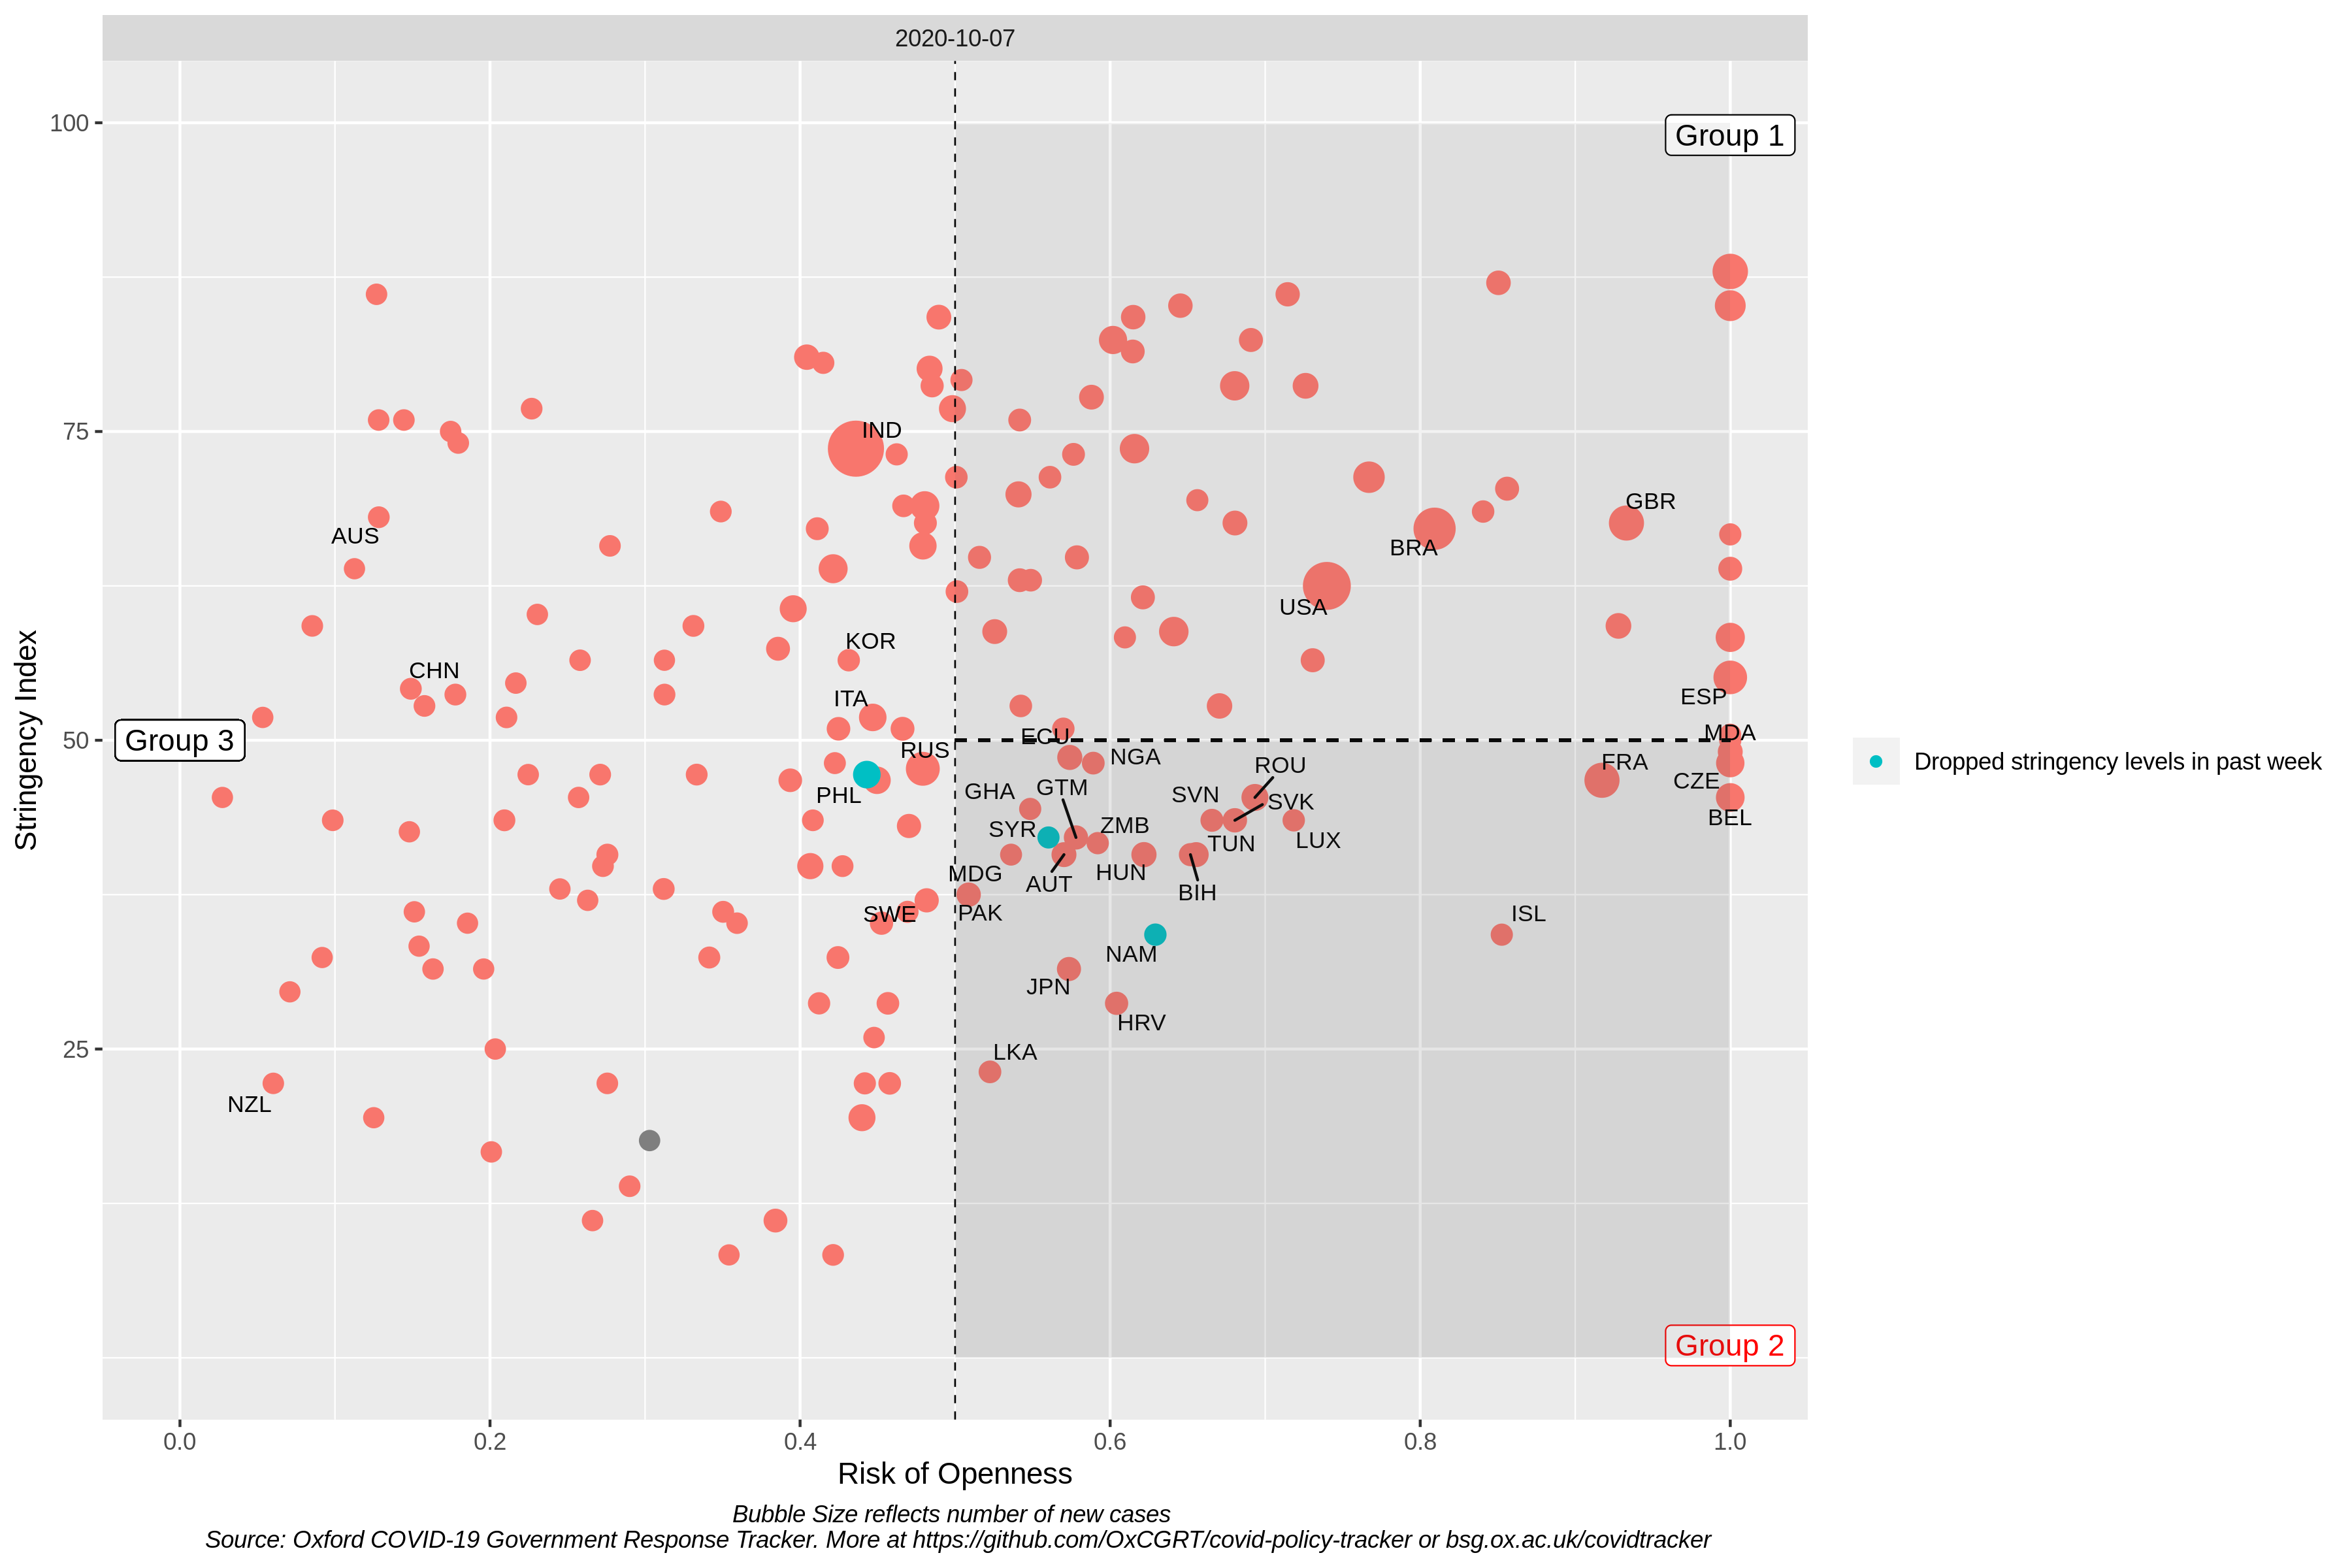 2020-10-07
100
Group 1
IND
75
GBR
AUS
BRA
USA
KOR
CHN
ITA
ESP
MDA
ECU
Group 3
50
RUS
NGA
ROU
FRA
Dropped stringency levels in past week
CZE
PHL
GHA
GTM
SVN
SVK
BEL
SYR
ZMB
TUN
LUX
MDG
AUT
HUN
BIH
SWE
PAK
ISL
NAM
JPN
HRV
25
LKA
NZL
Group 2
Stringency Index
0.0
0.2
0.4
0.6
0.8
1.0
Risk of Openness
Bubble Size reflects number of new cases
Source: Oxford COVID-19 Government Response Tracker. More at https://github.com/OxCGRT/covid-policy-tracker or bsg.ox.ac.uk/covidtracker